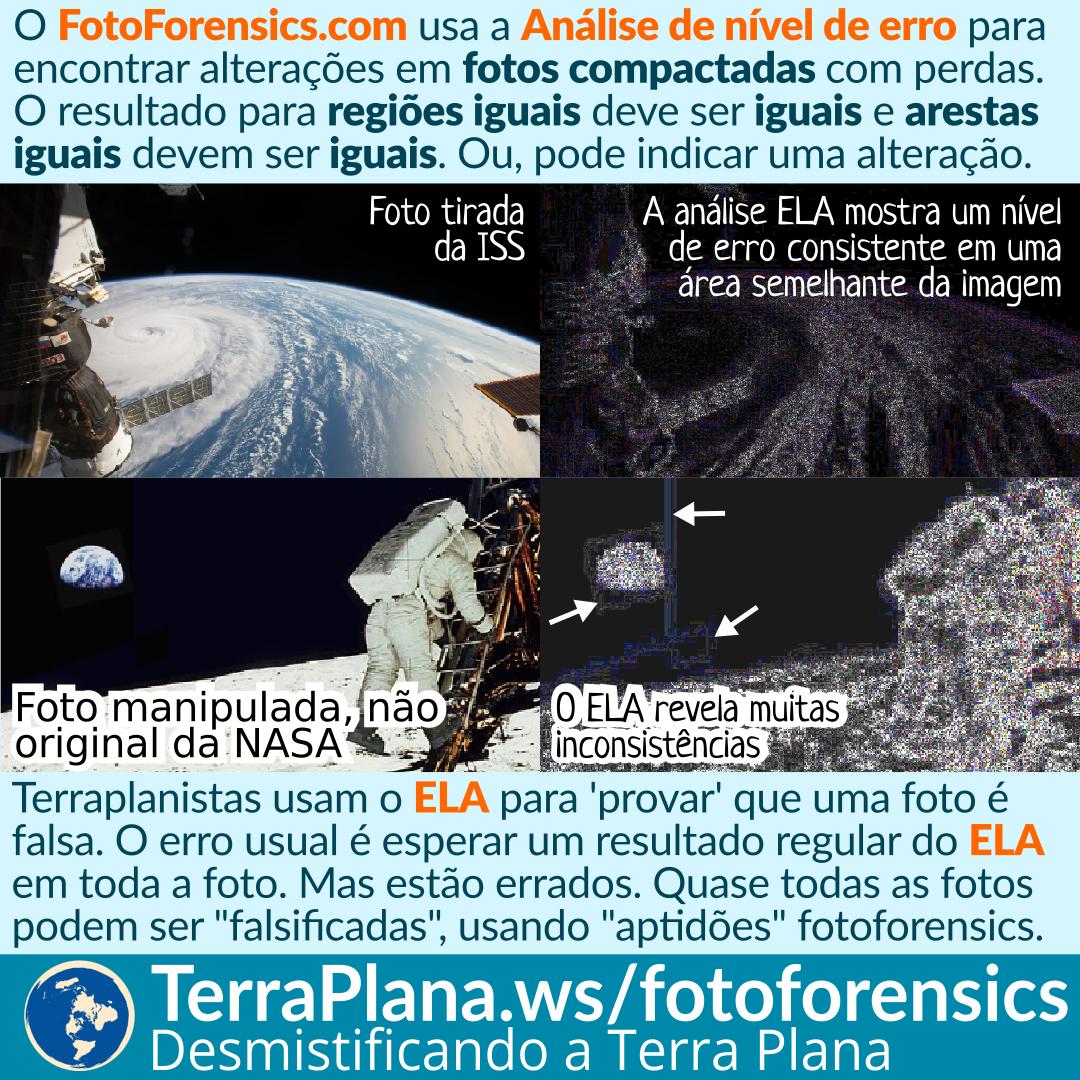 O FotoForensics.com usa a Análise de nível de erro para
encontrar alterações em fotos compactadas com perdas.
O resultado para regiões iguais deve ser iguais e arestas
iguais devem ser iguais. Ou, pode indicar uma alteração.
Foto tirada
da ISS
A análise ELA mostra um nível
de erro consistente em uma
área semelhante da imagem
Foto manipulada, não
original da NASA
O ELA revela muitas
inconsistências
Terraplanistas usam o ELA para 'provar' que uma foto é
falsa. O erro usual é esperar um resultado regular do ELA
em toda a foto. Mas estão errados. Quase todas as fotos
podem ser "falsificadas", usando "aptidões" fotoforensics.
TerraPlana.ws/fotoforensics
Desmistificando a Terra Plana